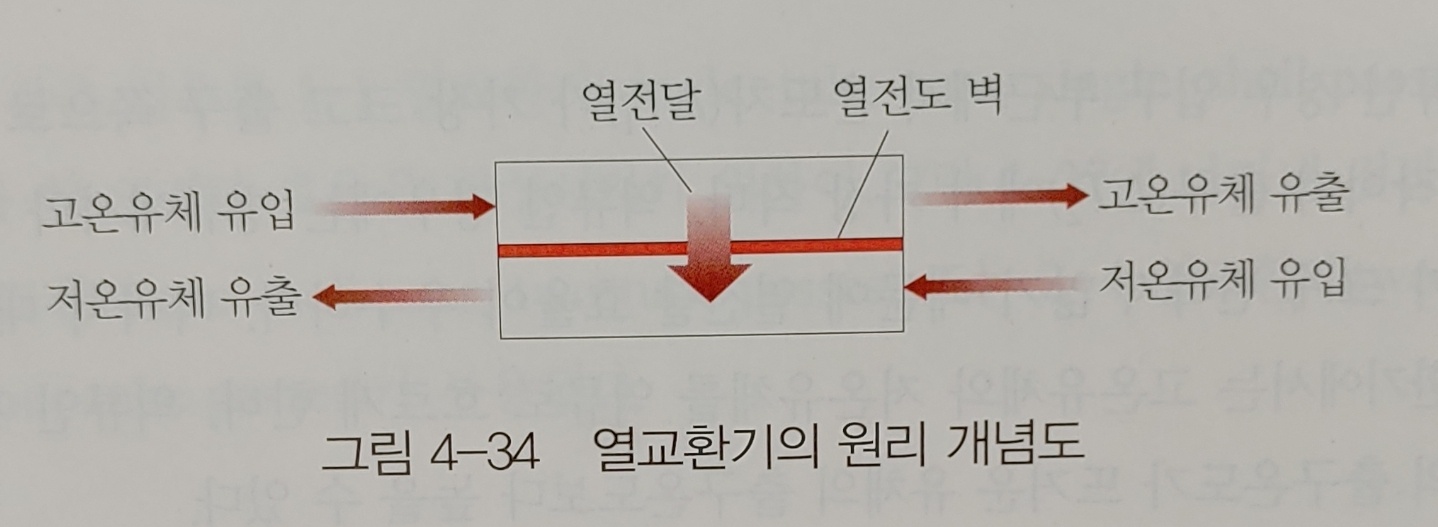 열전달 열전도 벽
고온유체 유입 고온유체 유출
저온유체 유출 저온유체 유입
그림 4-34 열교환기의 원리 개념도